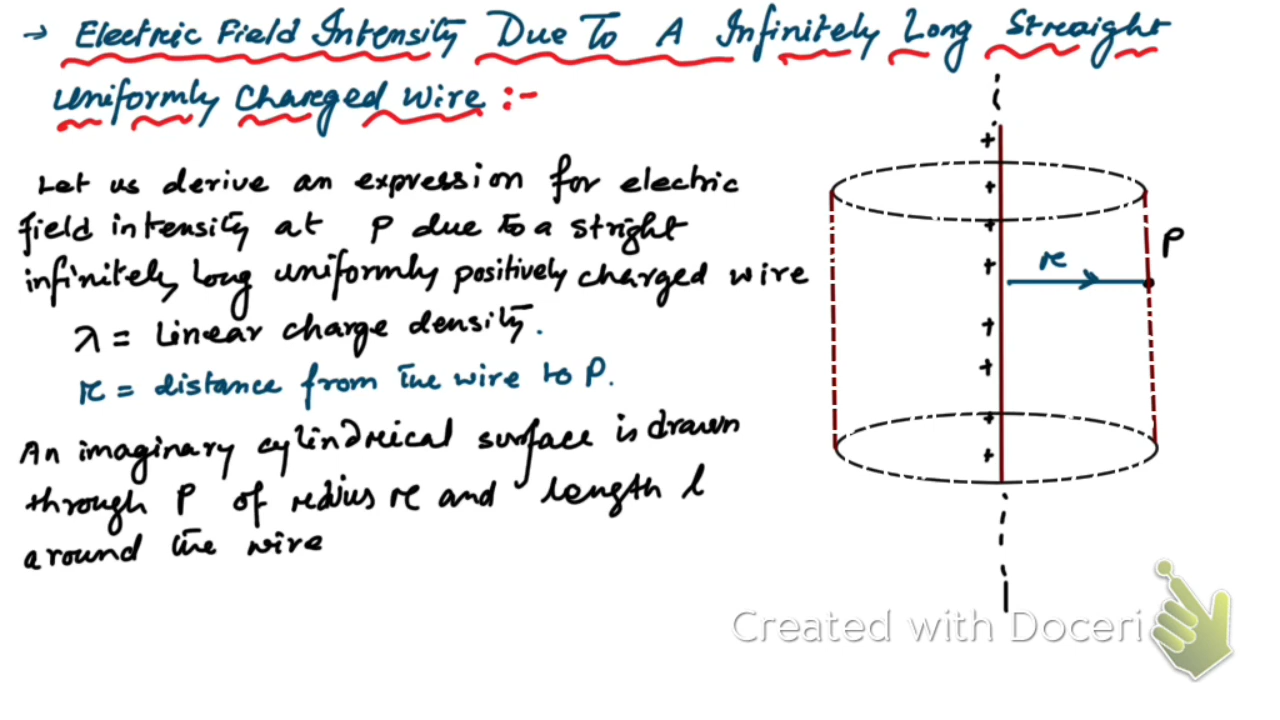 → Electric Field Intensity Due To A Infinitely Long Straight
Uniformly Charged Wire :-
Let us derive an expression for electric
field intensity at P due to a stright
infinitely long uniformly positively charged wire
λ = Linear charge density.
r = distance from the wire to P.
An imaginary cylindrical surface is drawn
through P of radius r and length l
around the wire
+
+
+
r
P
+
+
+
+
+
Created with Doceri